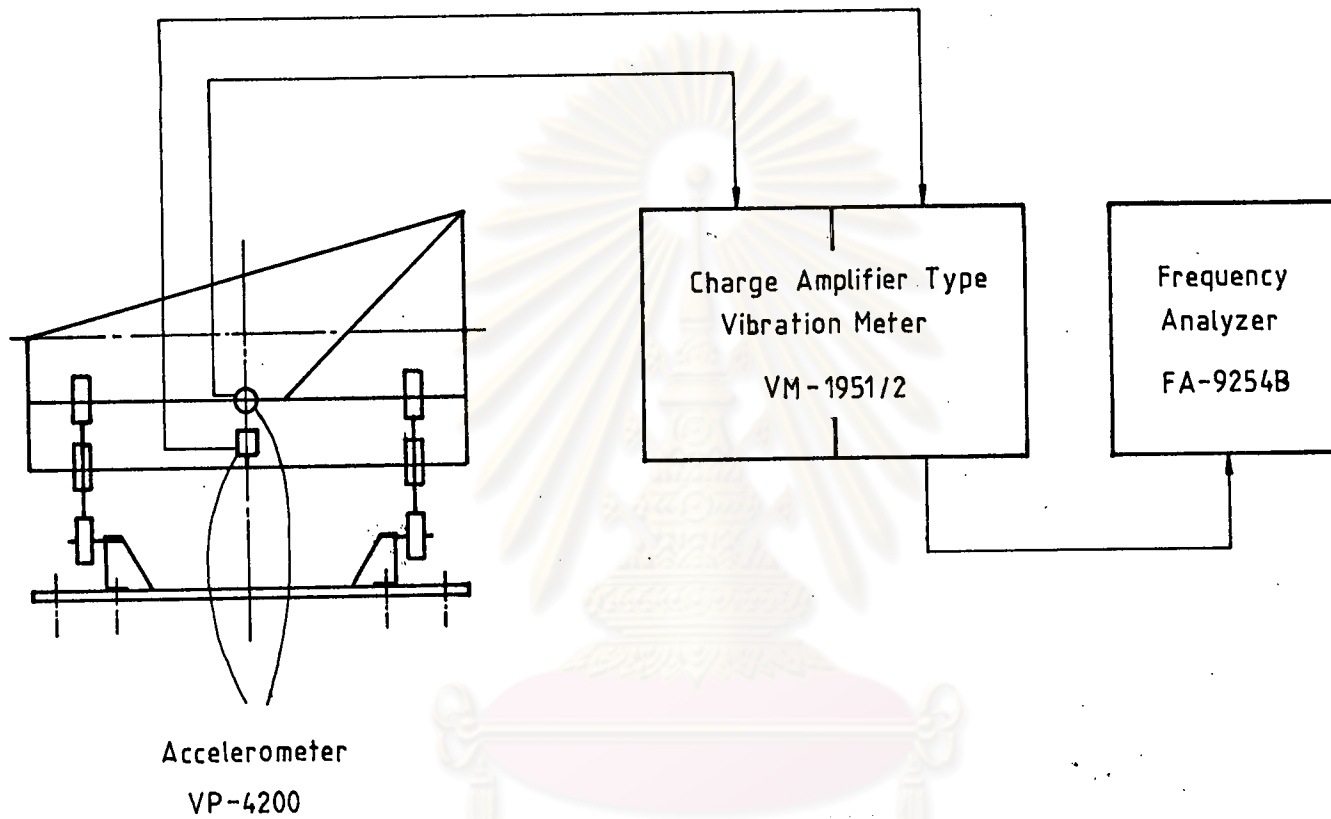 Charge Amplifier Type
Vibration Meter
VM-1951/2
Frequency
Analyzer
FA-9254B
Accelerometer
VP-4200